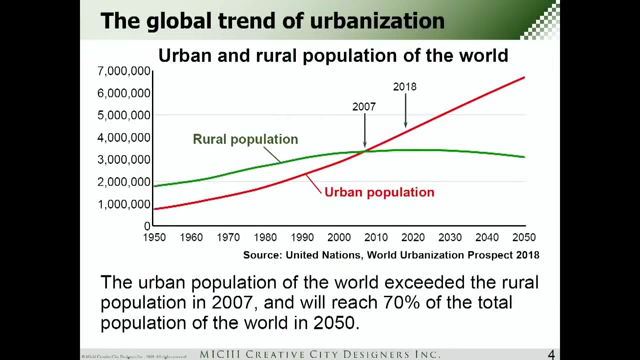 The global trend of urbanization
Urban and rural population of the world
7,000,000
6,000,000
5,000,000
4,000,000
3,000,000
2,000,000
1,000,000
0
2018
2007
Rural population
Urban population
1950 1960 1970 1980 1990 2000 2010 2020 2030 2040 2050
Source: United Nations, World Urbanization Prospect 2018
The urban population of the world exceeded the rural
population in 2007, and will reach 70% of the total
population of the world in 2050.
MICIII CREATIVE CITY DESIGNERS INC.
4